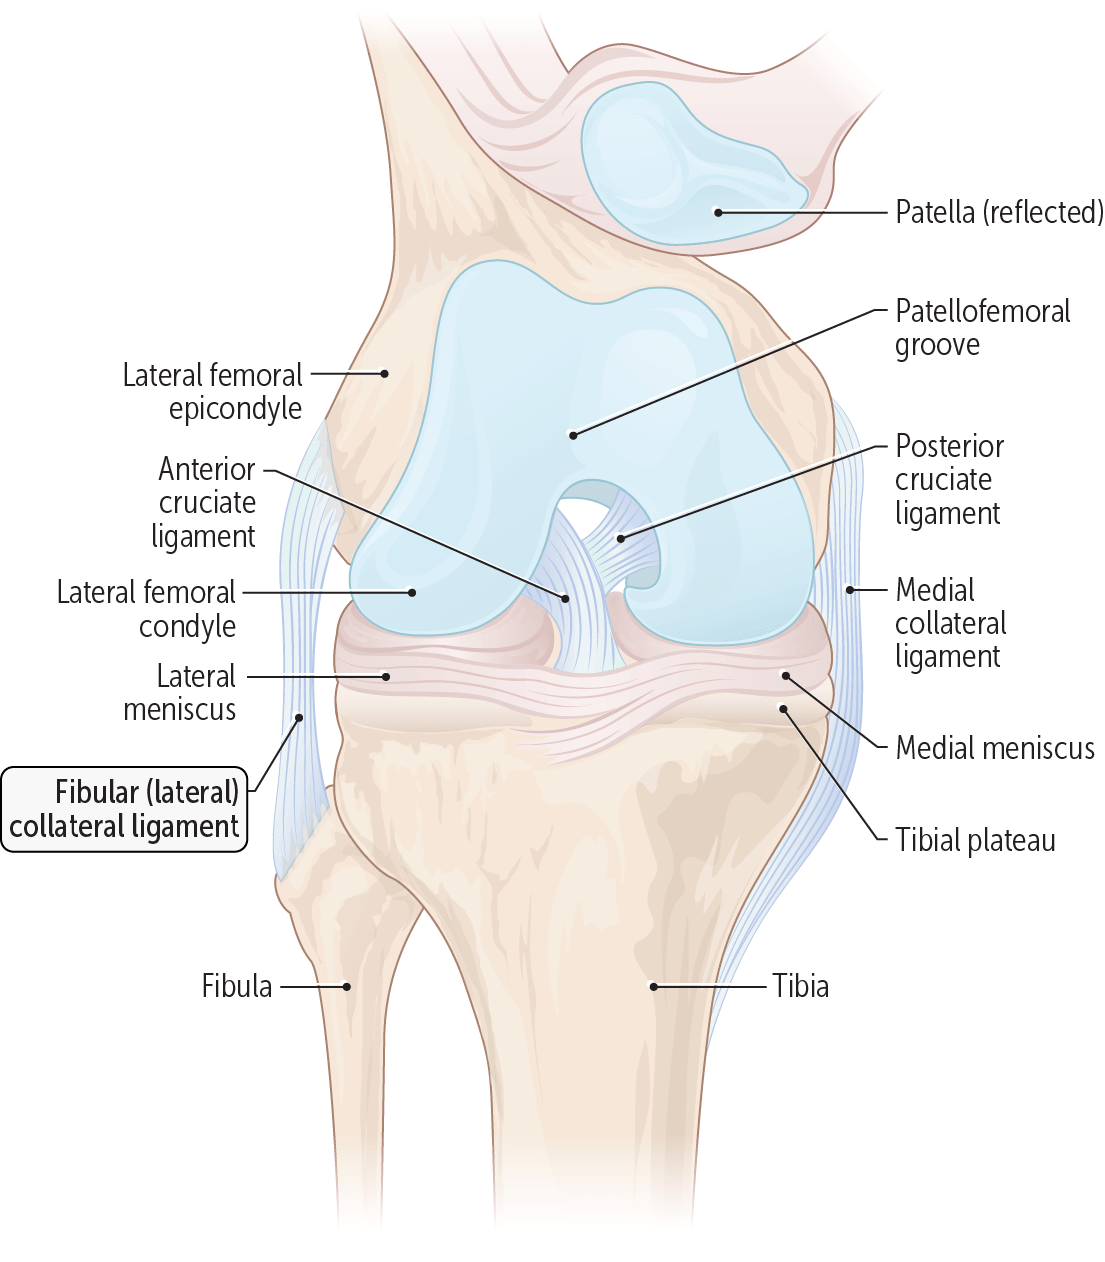 Patella (reflected)
Patellofemoral
groove
Lateral femoral
epicondyle
Anterior
cruciate
ligament
Posterior
cruciate
ligament
Lateral femoral
condyle
Medial
collateral
ligament
Lateral
meniscus
Medial meniscus
Fibular (lateral)
collateral ligament
Tibial plateau
Fibula
Tibia